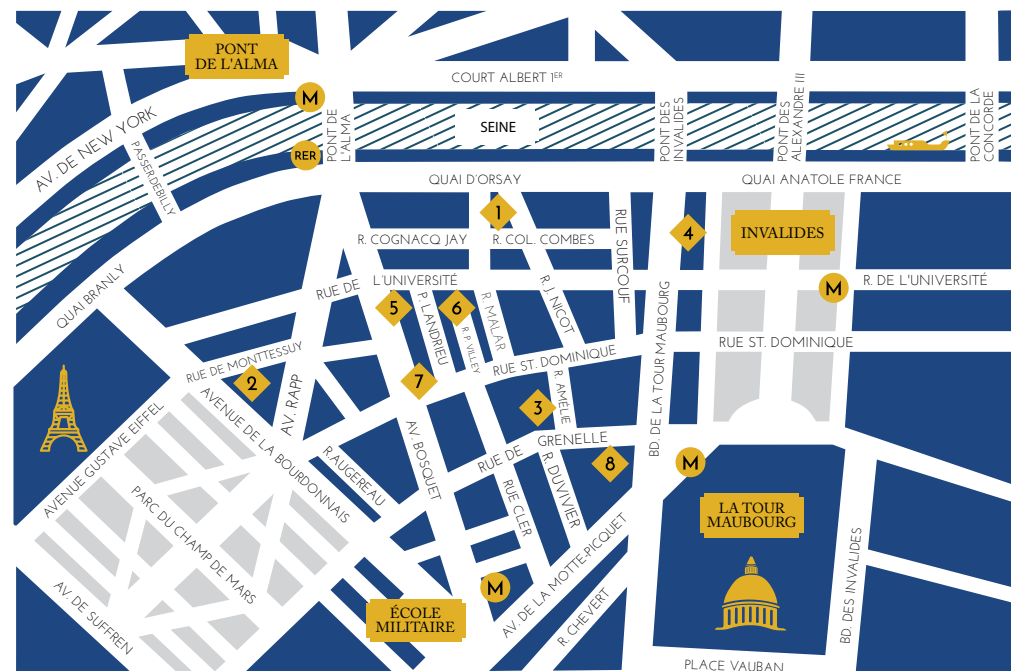 PONT
DE L'ALMA
COURT ALBERT 1ER
M
AV. DE NEW YORK
PASSER.DEBILLY
PONT DE
L'ALMA
SEINE
PONT DES
INVALIDES
PONT DES
ALEXANDRE III
PONT DE LA
CONCORDE
RER
QUAI D'ORSAY
QUAI ANATOLE FRANCE
1
4
INVALIDES
R. COGNACQ JAY
R. COL. COMBES
RUE SURCOUF
QUAI BRANLY
RUE DE
L'UNIVERSITÉ
R. J. NICOT
M
R. DE L'UNIVERSITÉ
5
P. LANDRIEU
6
R. P. VILLEY
R. MALAR
BD. DE LA TOUR MAUBOURG
RUE ST. DOMINIQUE
RUE ST. DOMINIQUE
RUE DE MONTTESSUY
2
7
AV. RAPP
3
R. AMÉLIE
AVENUE GUSTAVE EIFFEL
AVENUE DE LA BOURDONNAIS
R.AUGEREAU
AV. BOSQUET
RUE DE
GRENELLE
8
M
RUE CLER
R. DUVIVIER
PARC DU CHAMP DE MARS
LA TOUR
MAUBOURG
AV. DE SUFFREN
ÉCOLE
MILITAIRE
M
AV. DE LA MOTTE-PICQUET
R. CHEVERT
BD. DES INVALIDES
PLACE VAUBAN